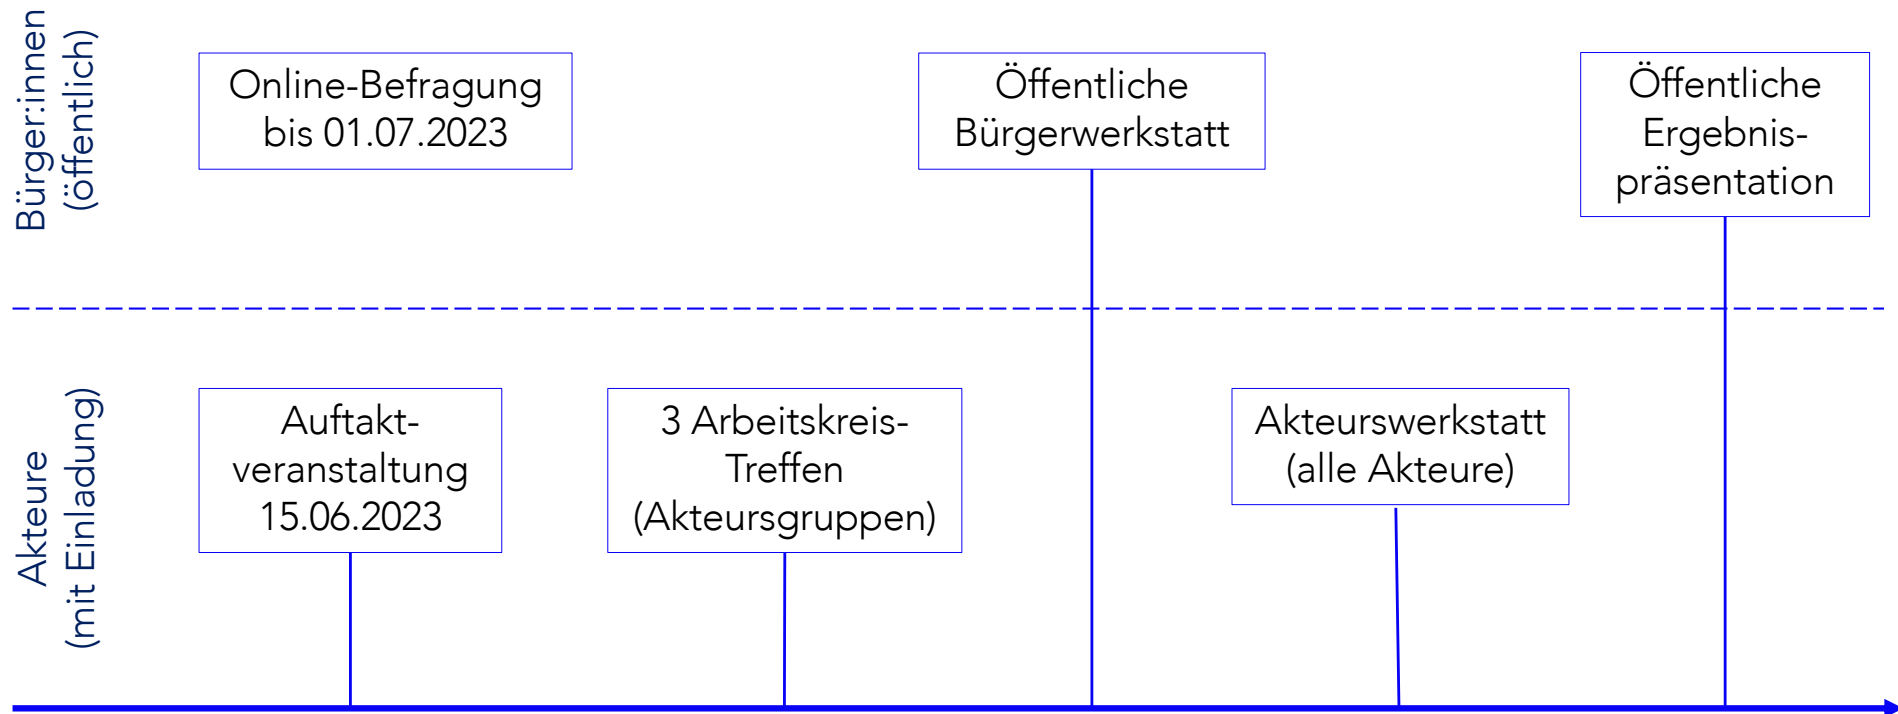 Bürger:innen
(öffentlich)
Online-Befragung
bis 01.07.2023
Öffentliche
Bürgerwerkstatt
Öffentliche
Ergebnis-
präsentation
Akteure
(mit Einladung)
Auftakt-
veranstaltung
15.06.2023
3 Arbeitskreis-
Treffen
(Akteursgruppen)
Akteurswerkstatt
(alle Akteure)